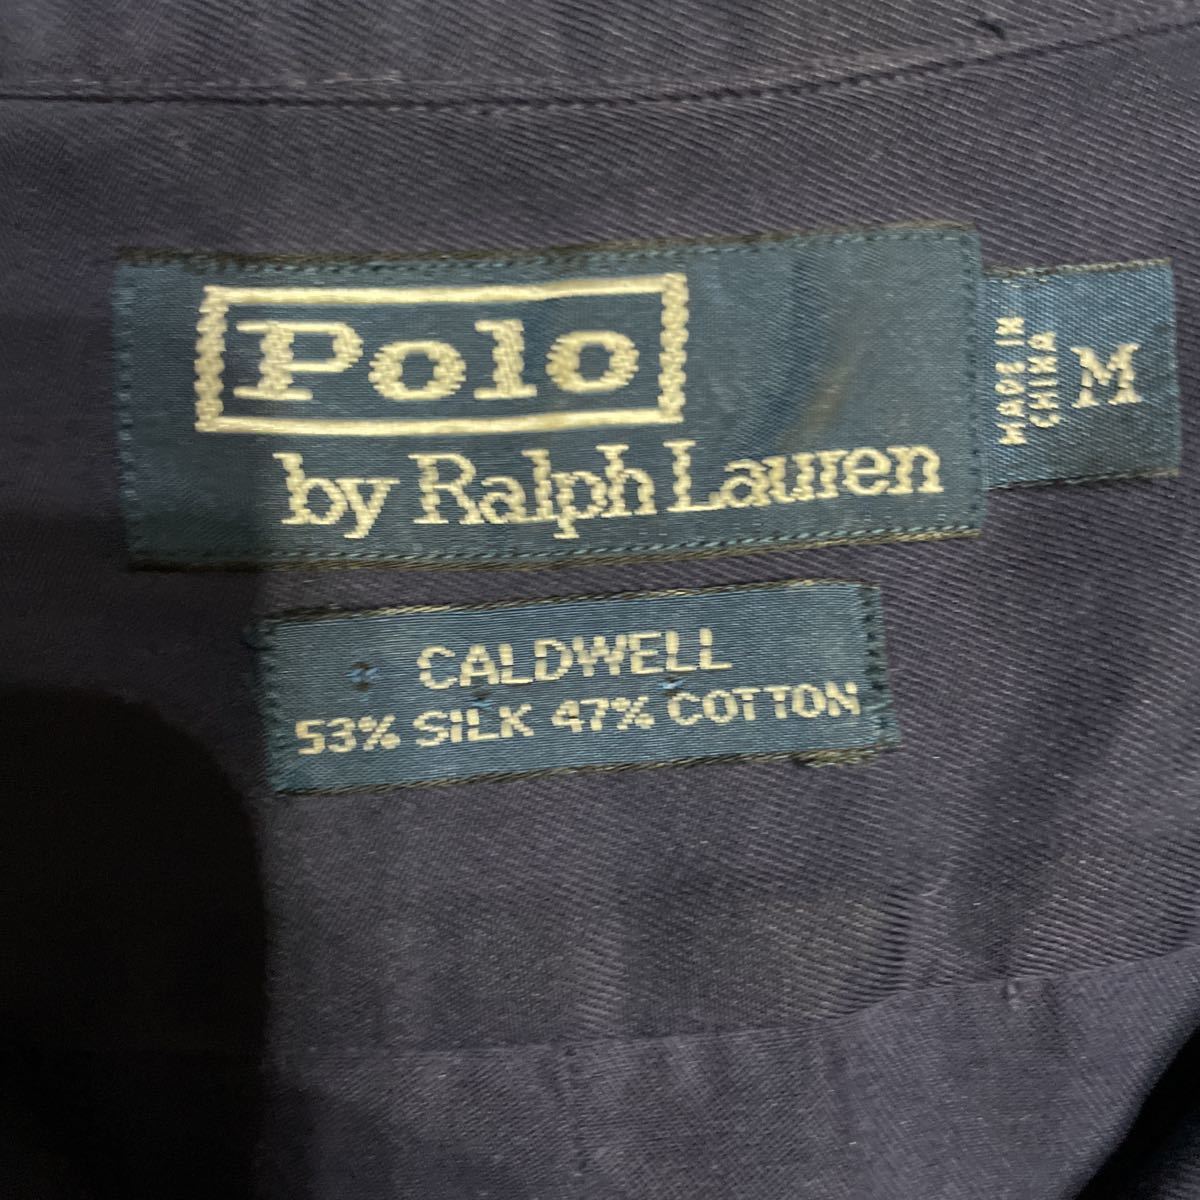 Polo
by Ralph Lauren
MADE IN
CHINA
M
CALDWELL
53% SILK 47% COTTON